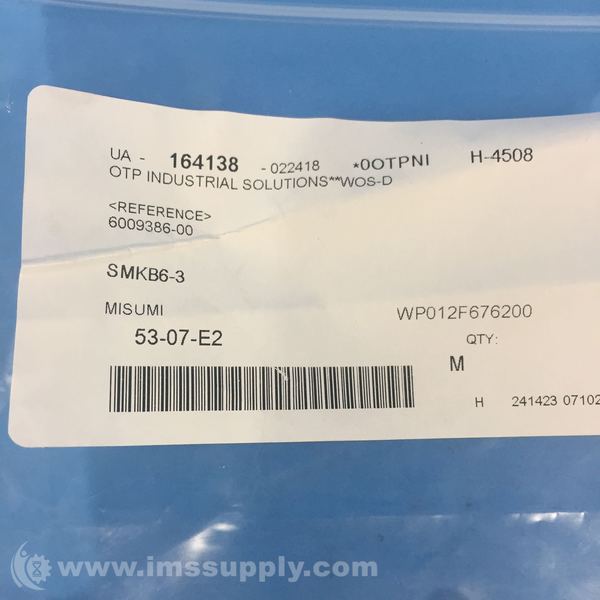 UA - 164138 - 022418 *0OTPNI H-4508
OTP INDUSTRIAL SOLUTIONS**WOS-D
<REFERENCE>
6009386-00
SMKB6-3
MISUMI WP012F676200
53-07-E2 QTY:
M
H 241423 07102
www.imssupply.com